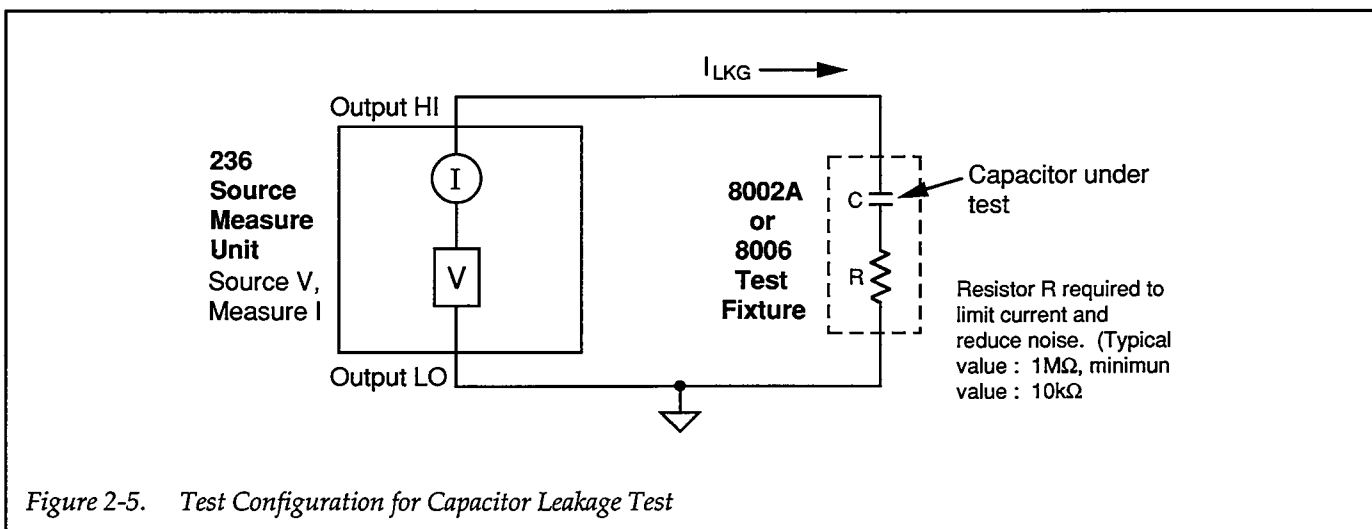 I LKG
Output HI
236
Source
Measure
Unit
Source V,
Measure I
I
V
Output LO
8002A
or
8006
Test
Fixture
C
R
Capacitor under
test
Resistor R required to
limit current and
reduce noise. (Typical
value : 1MΩ, minimun
value : 10kΩ
Figure 2-5. Test Configuration for Capacitor Leakage Test